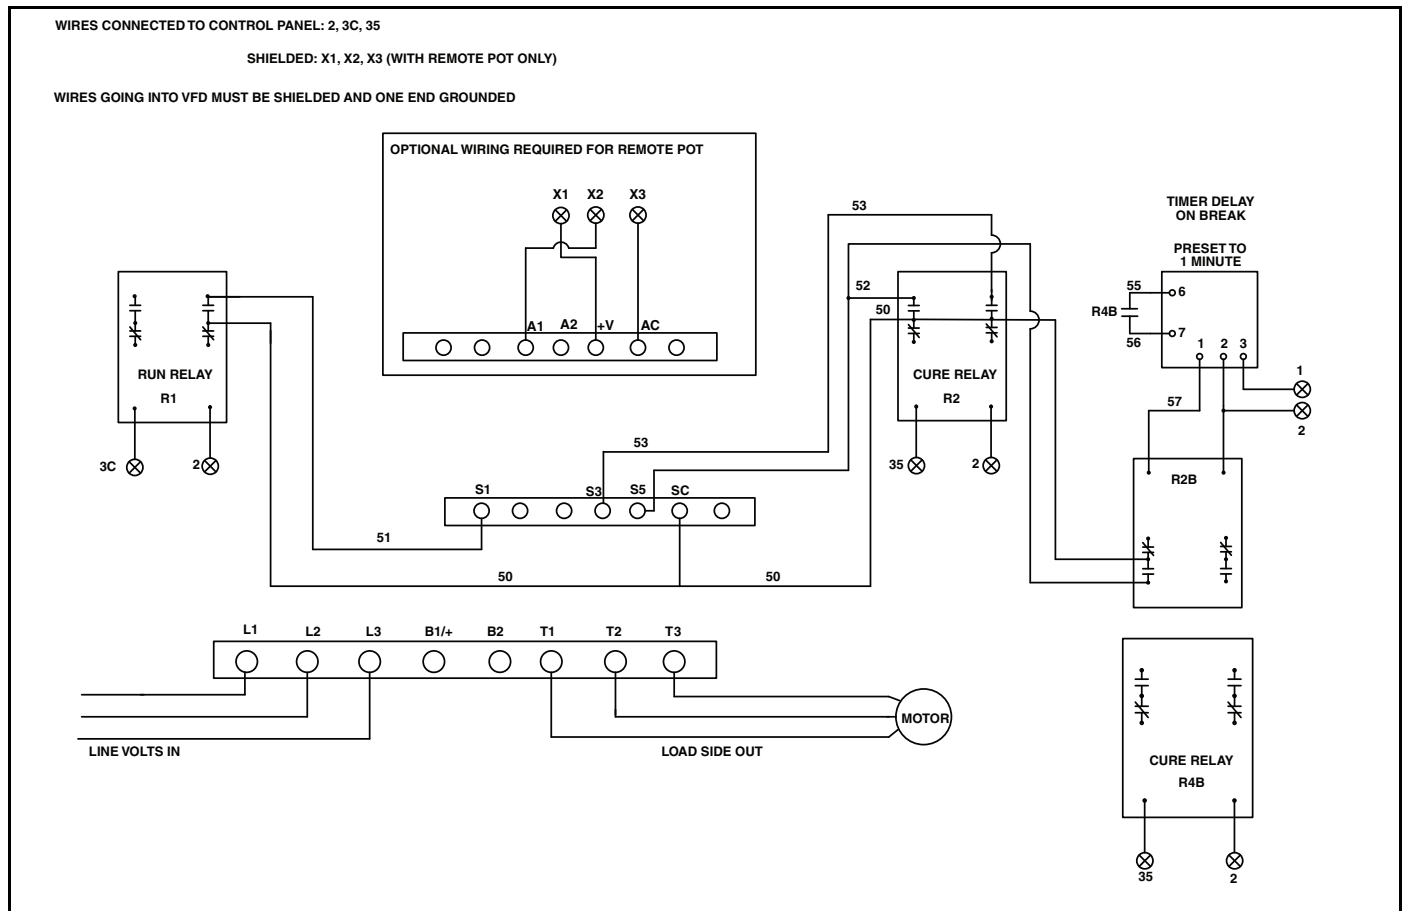 WIRES CONNECTED TO CONTROL PANEL: 2, 3C, 35
SHIELDED: X1, X2, X3 (WITH REMOTE POT ONLY)
WIRES GOING INTO VFD MUST BE SHIELDED AND ONE END GROUNDED
OPTIONAL WIRING REQUIRED FOR REMOTE POT
X1 X2 X3
A1 A2 +V AC
RUN RELAY
R1
3C 2
53
52
50
CURE RELAY
R2
35 2
TIMER DELAY
ON BREAK
PRESET TO
1 MINUTE
55
6
R4B
7
56
1 2 3
1
57
2
R2B
53
S1 S3 S5 SC
51
50 50
L1 L2 L3 B1/+ B2 T1 T2 T3
MOTOR
LINE VOLTS IN
LOAD SIDE OUT
CURE RELAY
R4B
35 2